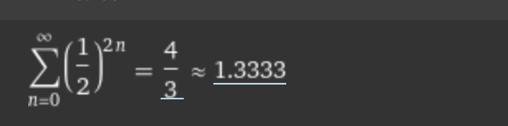 ∑_{n=0}^{∞} (1/2)^{2n} = 4/3 ≈ 1.3333